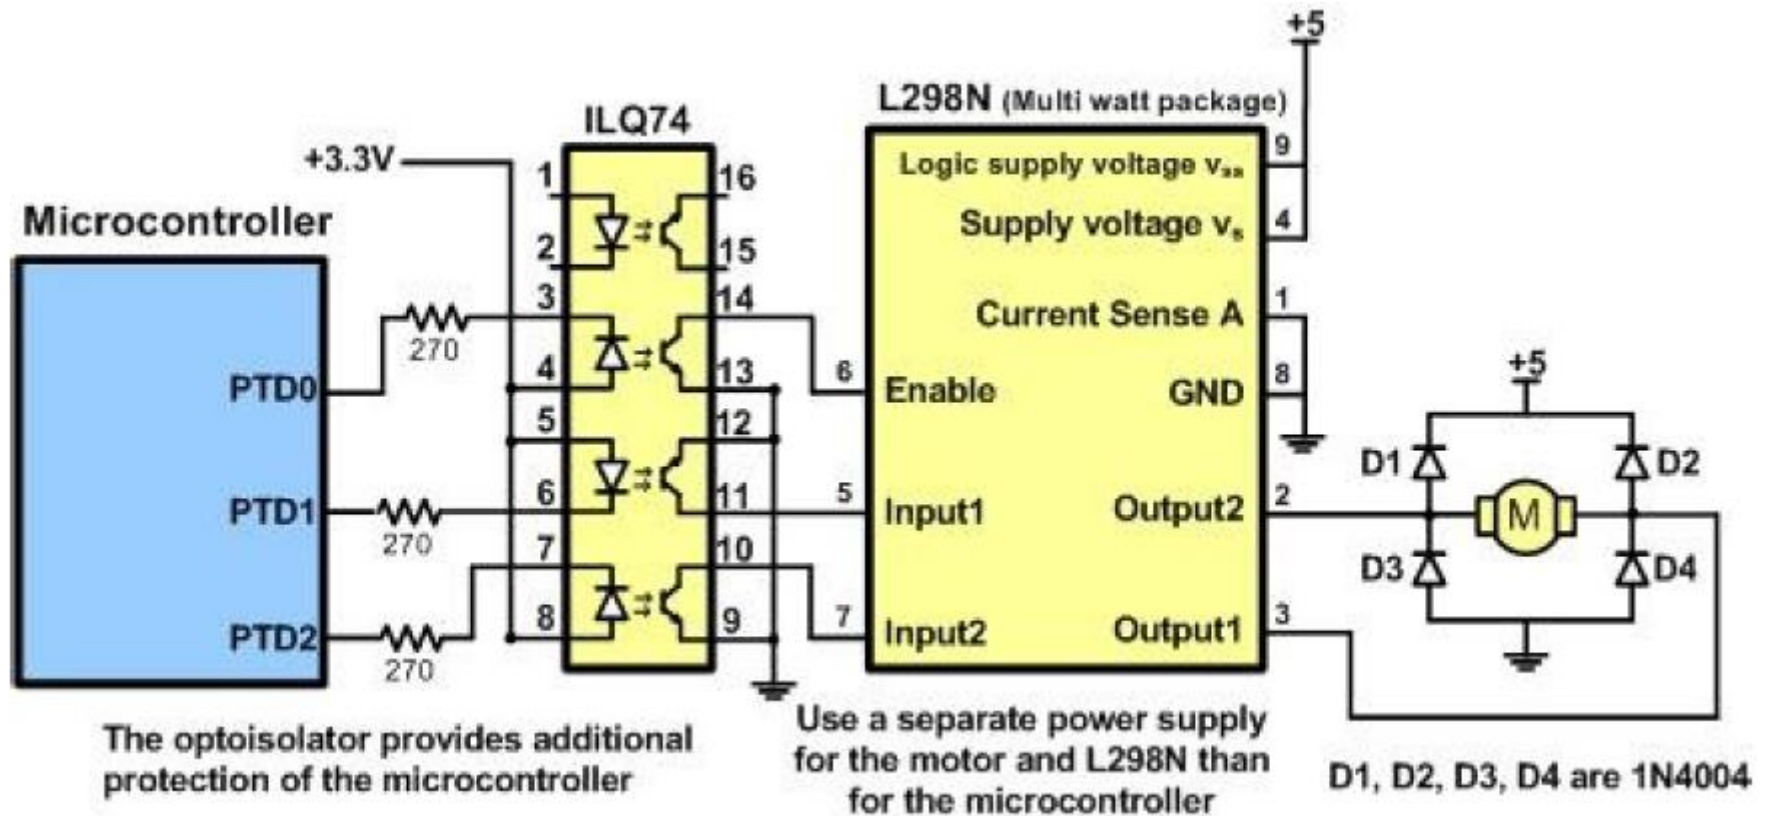 +5
L298N (Multi watt package)
ILQ74
+3.3V
Microcontroller
PTD0
PTD1
PTD2
270
270
270
1
2
3
4
5
6
7
8
16
15
14
13
12
11
10
9
6
5
7
Logic supply voltage vss
Supply voltage vs
Current Sense A
Enable
GND
Input1
Output2
Input2
Output1
9
4
1
8
2
3
+5
D1
D2
M
D3
D4
The optoisolator provides additional
protection of the microcontroller
Use a separate power supply
for the motor and L298N than
for the microcontroller
D1, D2, D3, D4 are 1N4004